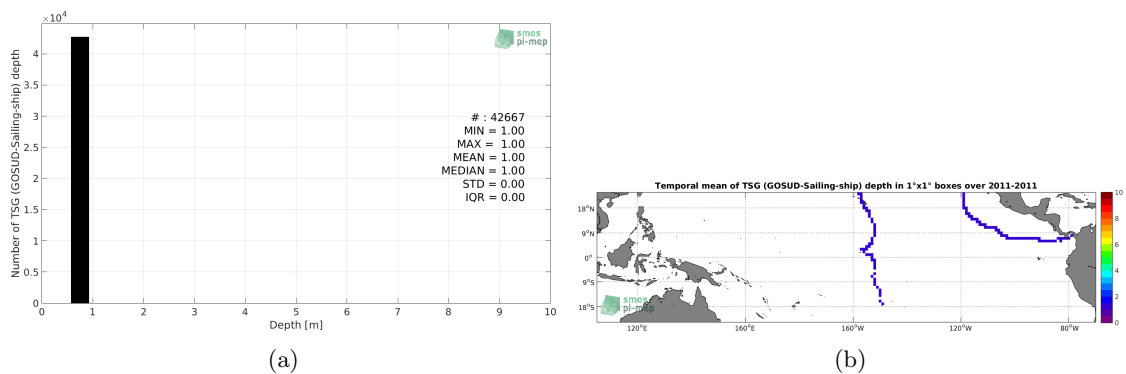 ×10⁴
smos
pi-mep
Number of TSG (GOSUD-Sailing-ship) depth
4
3.5
3
2.5
2
1.5
1
0.5
0
# : 42667
MIN = 1.00
MAX = 1.00
MEAN = 1.00
MEDIAN = 1.00
STD = 0.00
IQR = 0.00
0 1 2 3 4 5 6 7 8 9 10
Depth [m]
(a)
Temporal mean of TSG (GOSUD-Sailing-ship) depth in 1°x1° boxes over 2011-2011
18°N
9°N
0°
9°S
18°S
smos
pi-mep
120°E 160°E 160°W 120°W 80°W
10
8
6
4
2
0
(b)